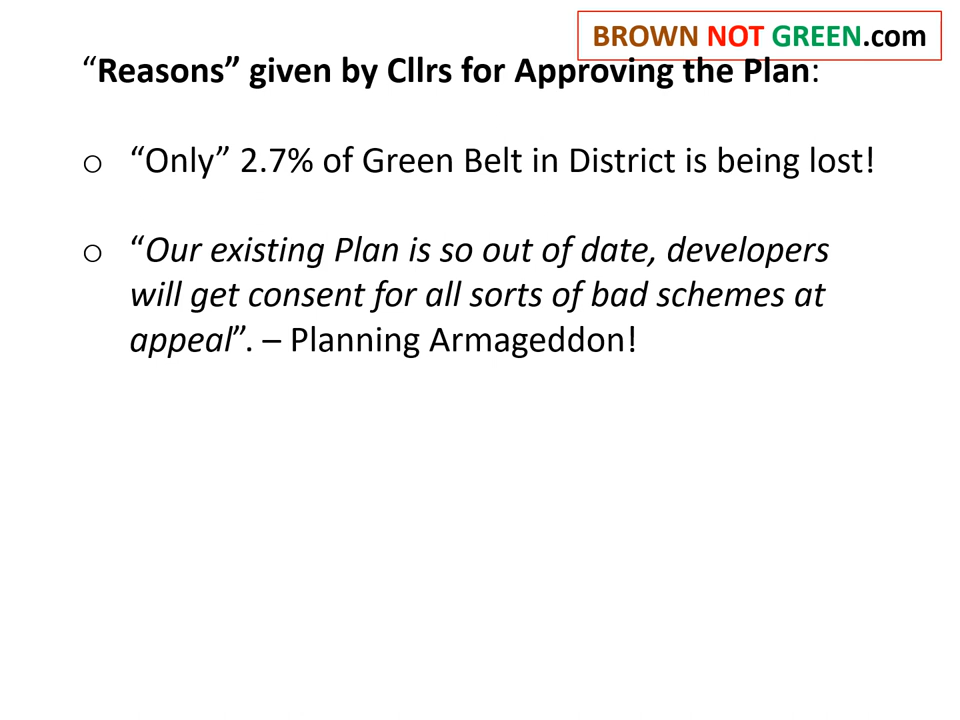 BROWN NOT GREEN.com
“Reasons” given by Cllrs for Approving the Plan:
o “Only” 2.7% of Green Belt in District is being lost!
o “Our existing Plan is so out of date, developers
will get consent for all sorts of bad schemes at
appeal”. – Planning Armageddon!